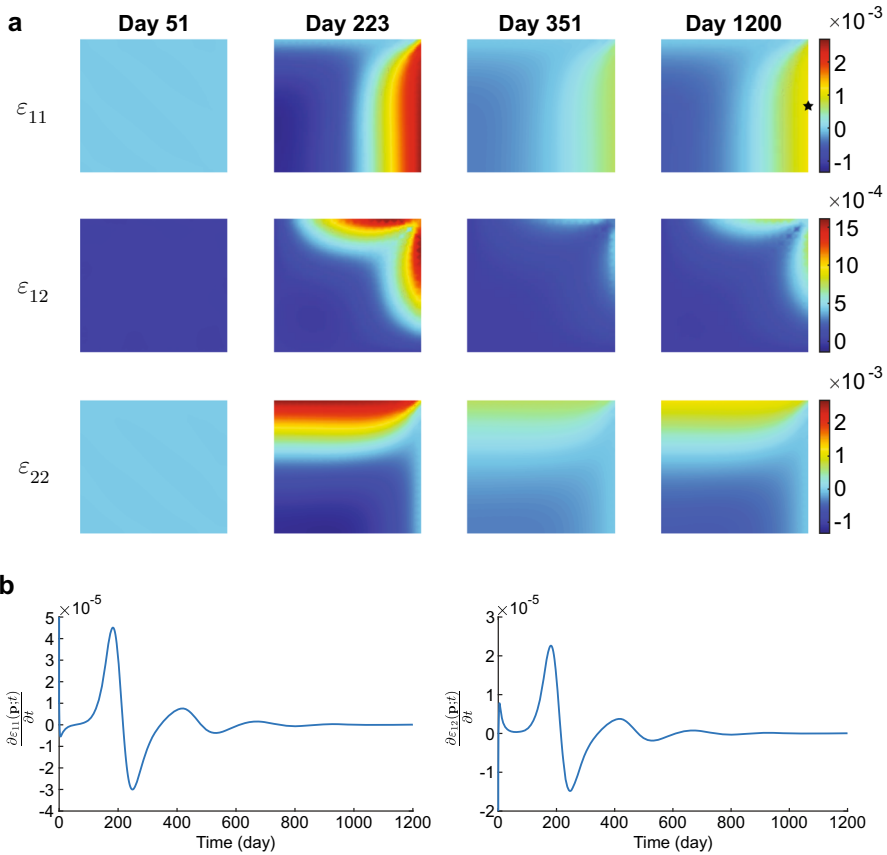 a
Day 51 Day 223 Day 351 Day 1200
×10⁻³
ε₁₁
2
1
0
-1
×10⁻⁴
ε₁₂
15
10
5
0
×10⁻³
ε₂₂
2
1
0
-1
b
×10⁻⁵
5
4
3
2
1
0
-1
-2
-3
-4
∂ε₁₁(p;t)
∂t
0 200 400 600 800 1000 1200
Time (day)
×10⁻⁵
3
2
1
0
-1
-2
∂ε₁₂(p;t)
∂t
0 200 400 600 800 1000 1200
Time (day)